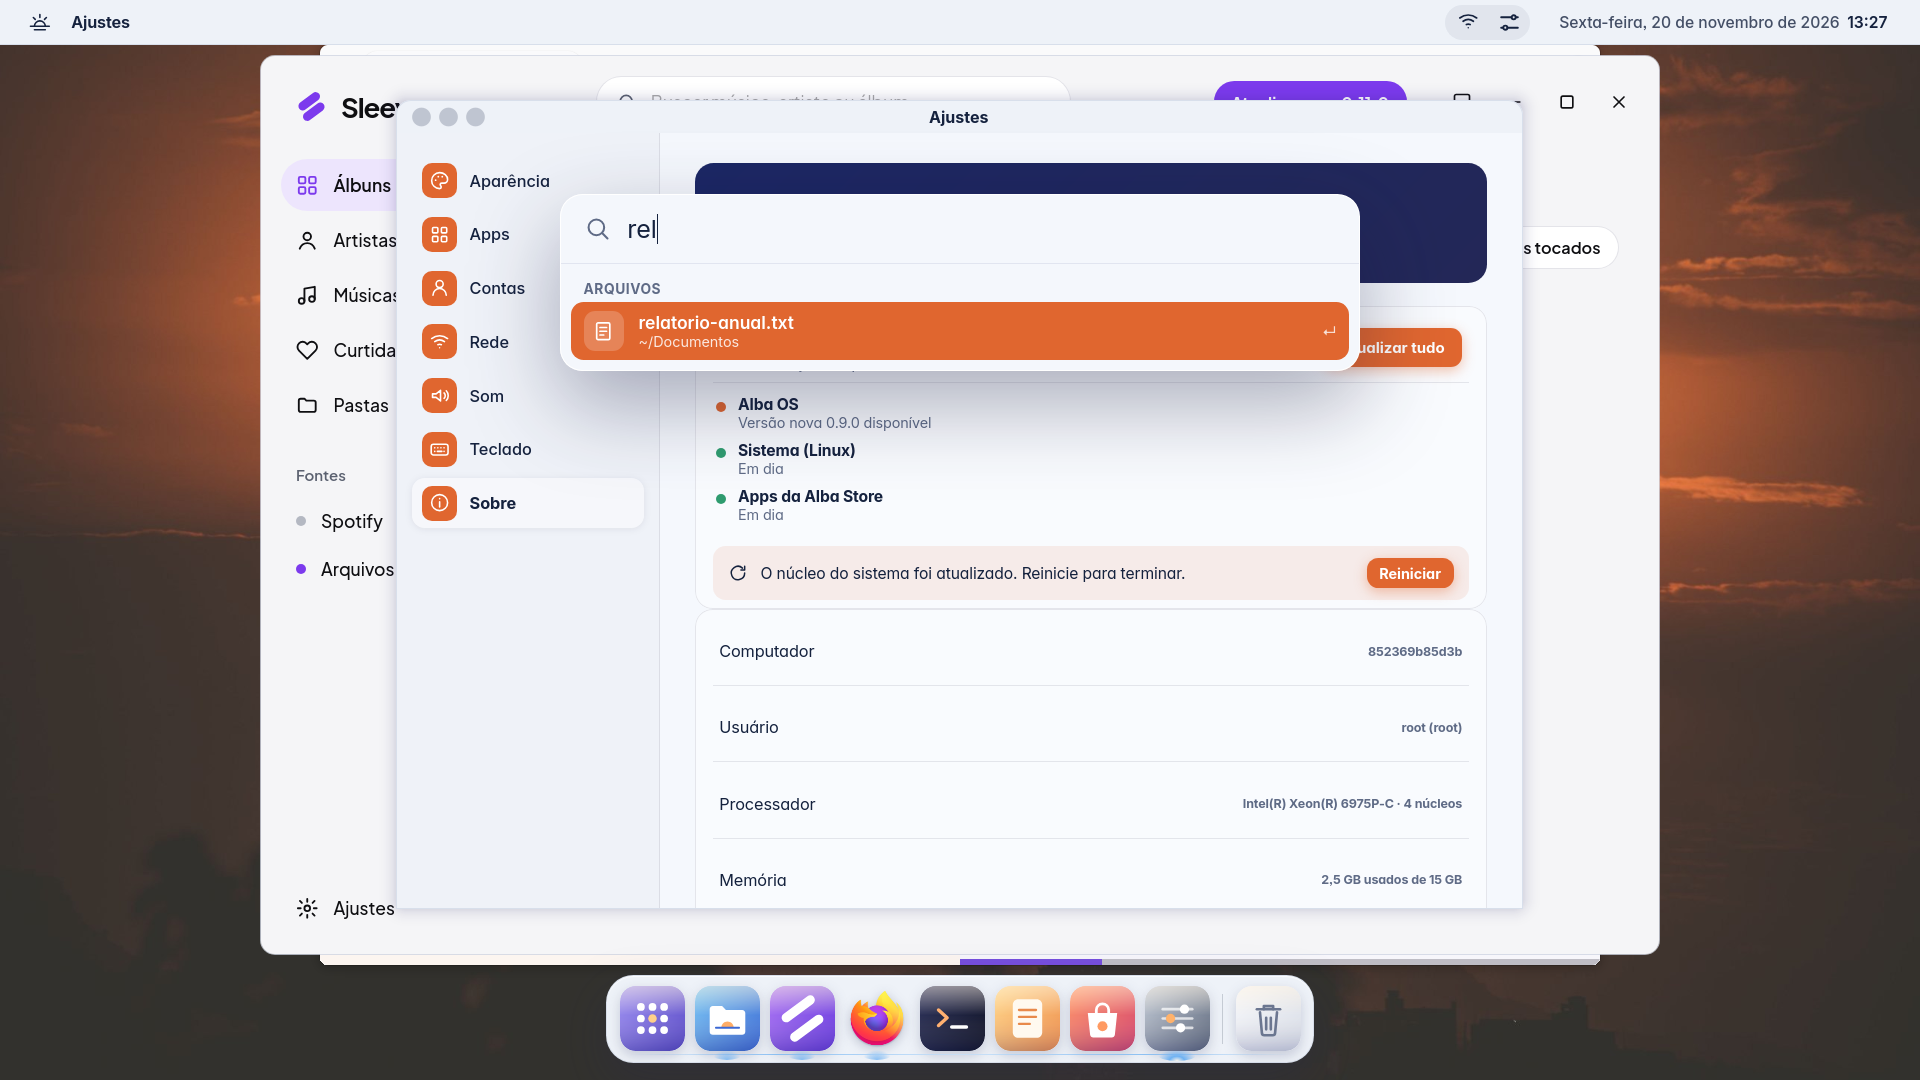 Ajustes
Sexta-feira, 20 de novembro de 2026 13:27
Ajustes
Álbuns
Artistas
Músicas
Pastas
Fontes
Spotify
Arquivos
Ajustes
s tocados
Aparência
Apps
Contas
Rede
Som
Teclado
Sobre
rel
ARQUIVOS
relatorio-anual.txt
~/Documentos
ualizar tudo
Alba OS
Versão nova 0.9.0 disponível
Sistema (Linux)
Em dia
Apps da Alba Store
Em dia
O núcleo do sistema foi atualizado. Reinicie para terminar.
Reiniciar
Computador
852369b85d3b
Usuário
root (root)
Processador
Intel(R) Xeon(R) 6975P-C · 4 núcleos
Memória
2,5 GB usados de 15 GB